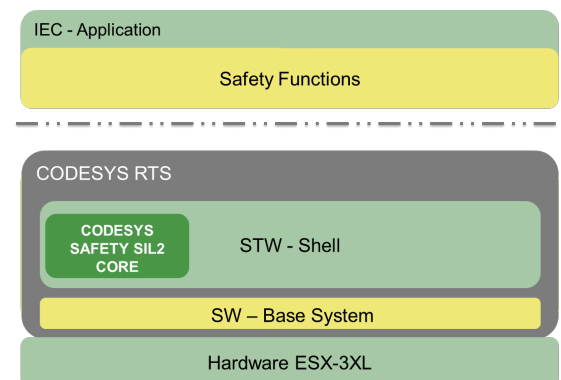 IEC - Application
Safety Functions
CODESYS RTS
CODESYS
SAFETY SIL2
CORE
STW - Shell
SW – Base System
Hardware ESX-3XL